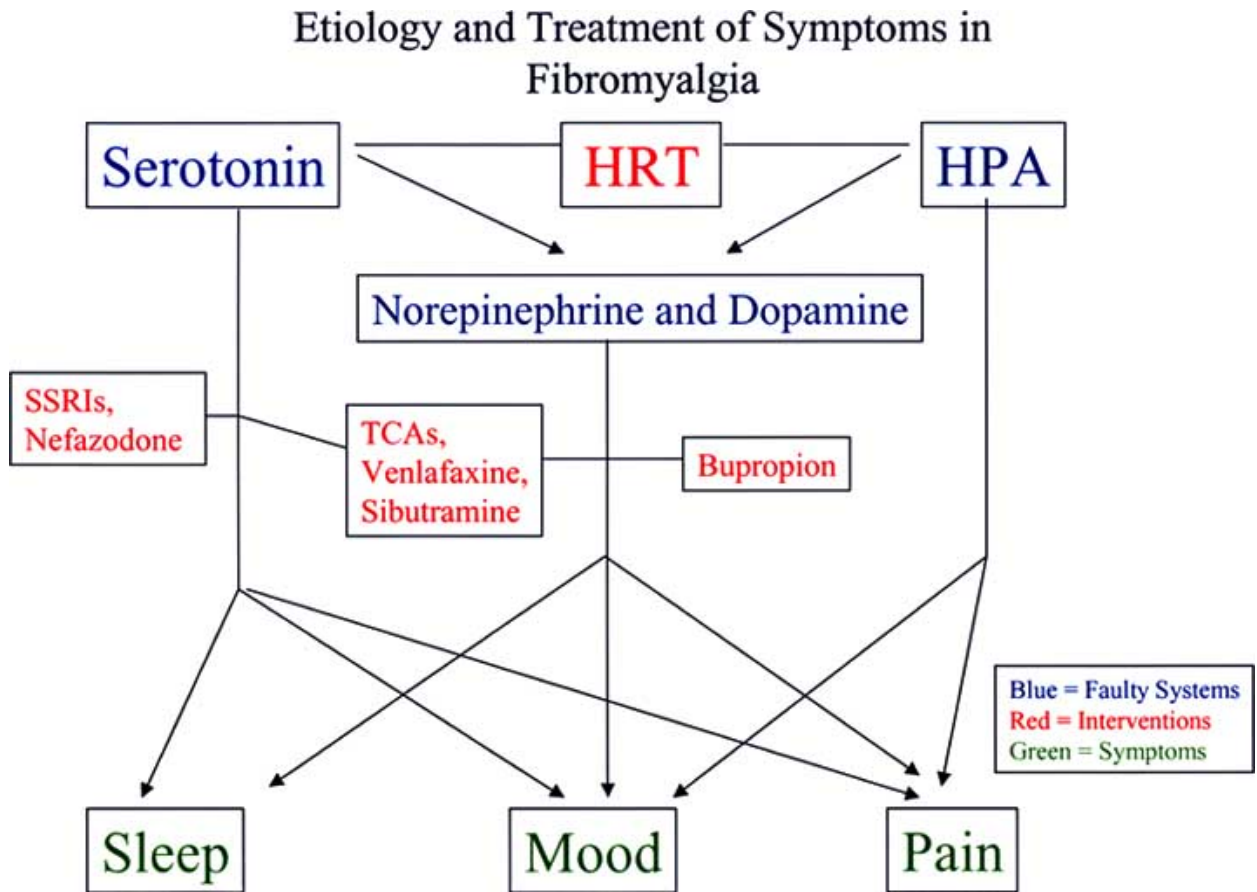 Etiology and Treatment of Symptoms in
Fibromyalgia
Serotonin
HRT
HPA
Norepinephrine and Dopamine
SSRIs,
Nefazodone
TCAs,
Venlafaxine,
Sibutramine
Bupropion
Blue = Faulty Systems
Red = Interventions
Green = Symptoms
Sleep
Mood
Pain